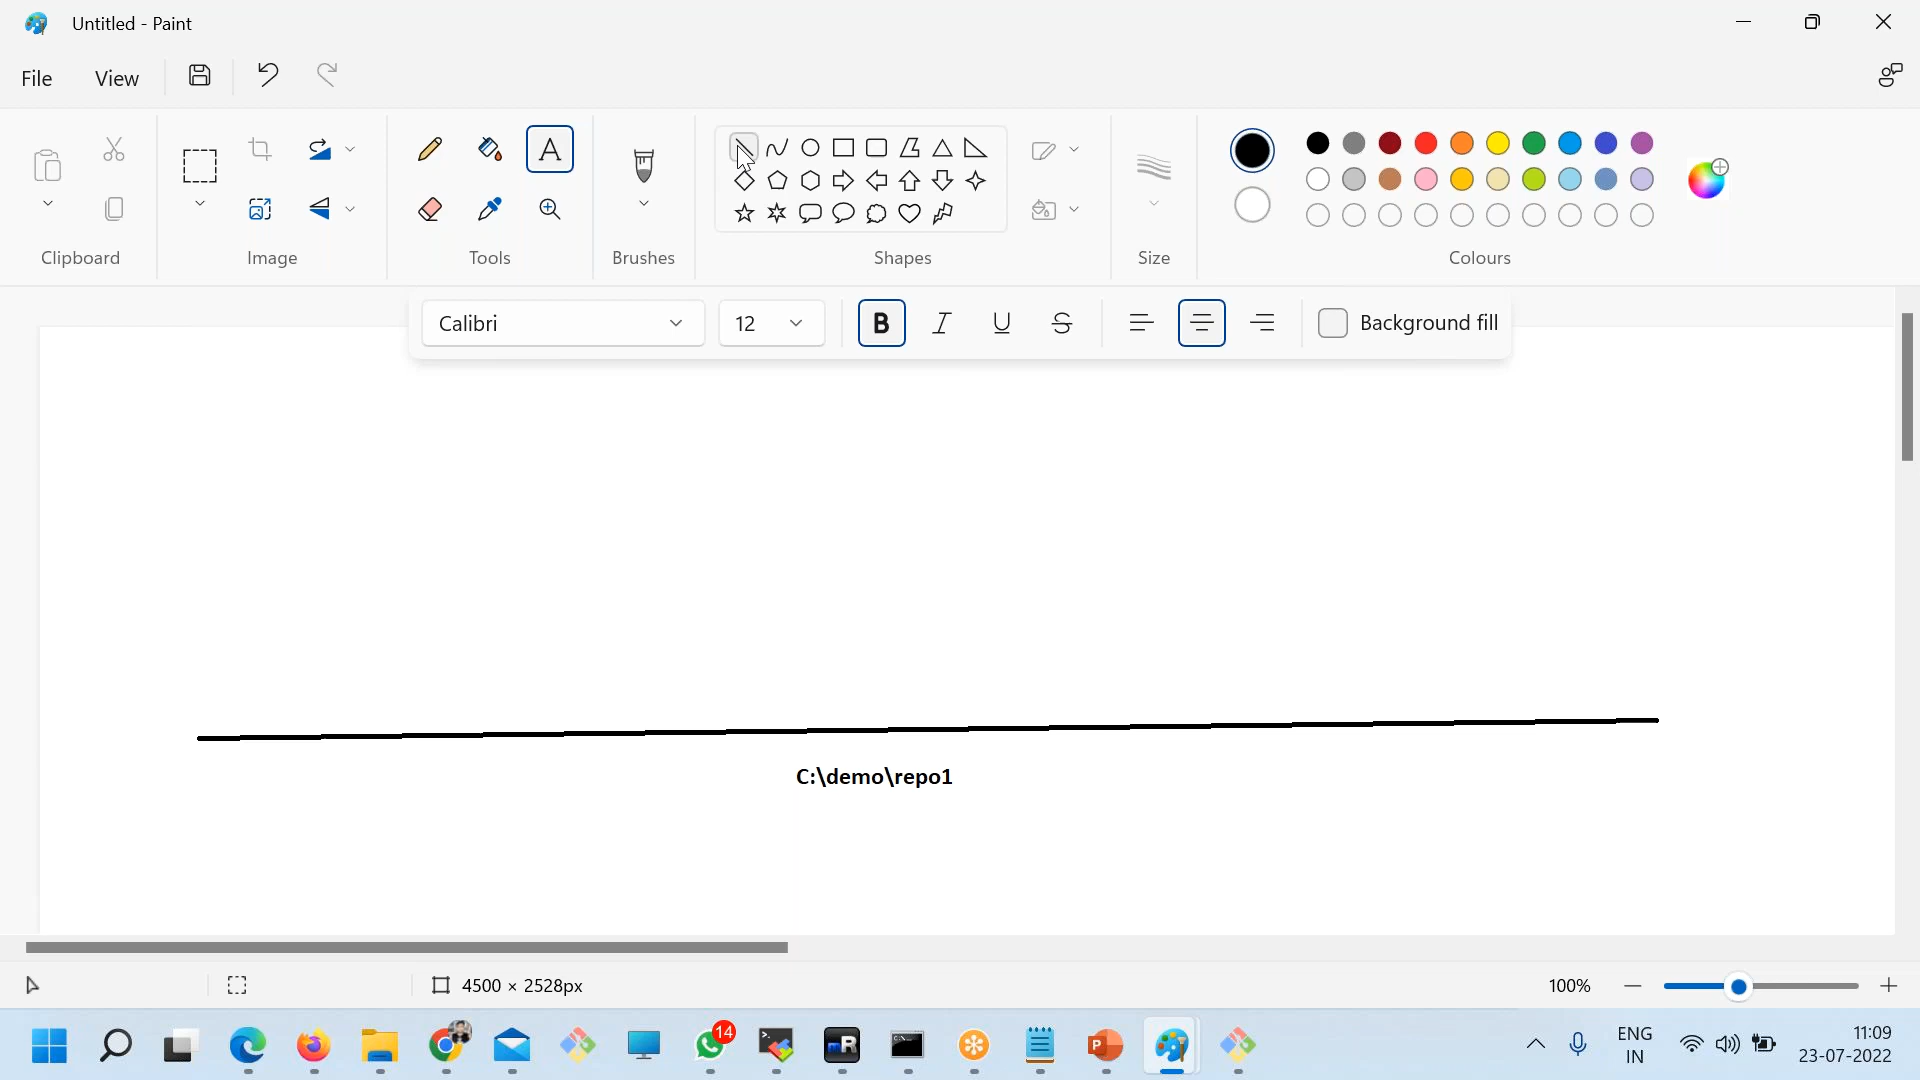 Untitled - Paint
File View
Clipboard
Image
Tools
Brushes
Shapes
Size
Colours
Calibri 12 B Background fill
C:\demo\repo1
4500 × 2528px
100%
14
ENG
IN
11:09
23-07-2022